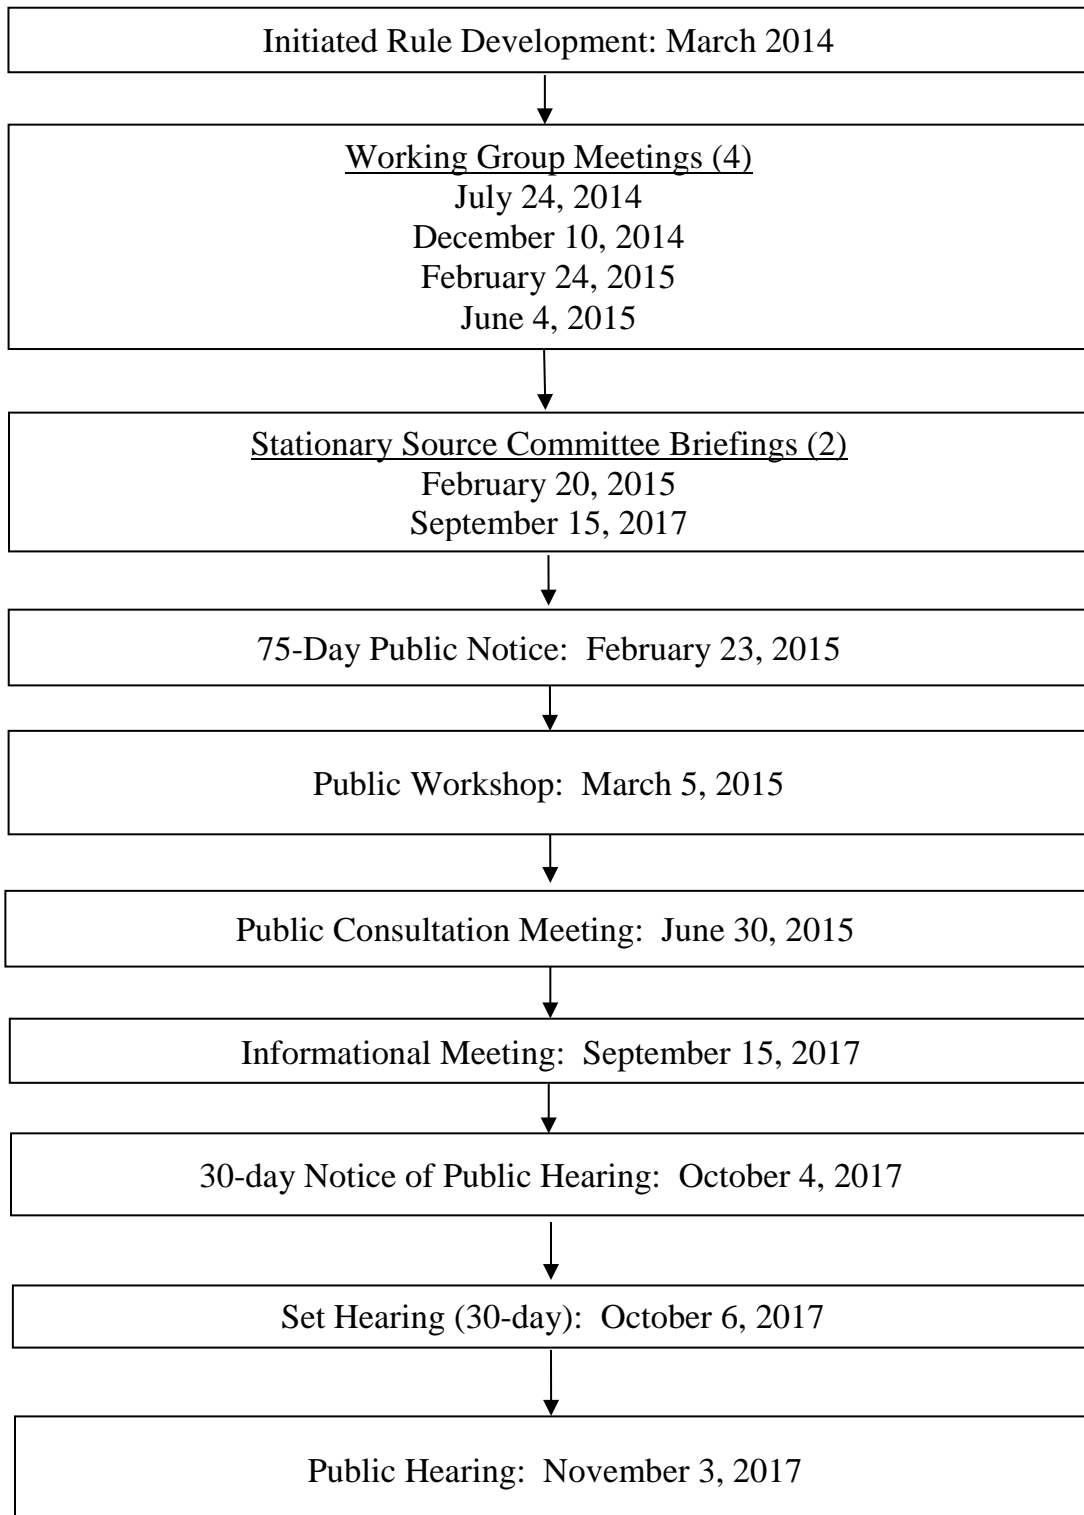 Initiated Rule Development: March 2014
Working Group Meetings (4)
July 24, 2014
December 10, 2014
February 24, 2015
June 4, 2015
Stationary Source Committee Briefings (2)
February 20, 2015
September 15, 2017
75-Day Public Notice:  February 23, 2015
Public Workshop:  March 5, 2015
Public Consultation Meeting:  June 30, 2015
Informational Meeting:  September 15, 2017
30-day Notice of Public Hearing:  October 4, 2017
Set Hearing (30-day):  October 6, 2017
Public Hearing:  November 3, 2017